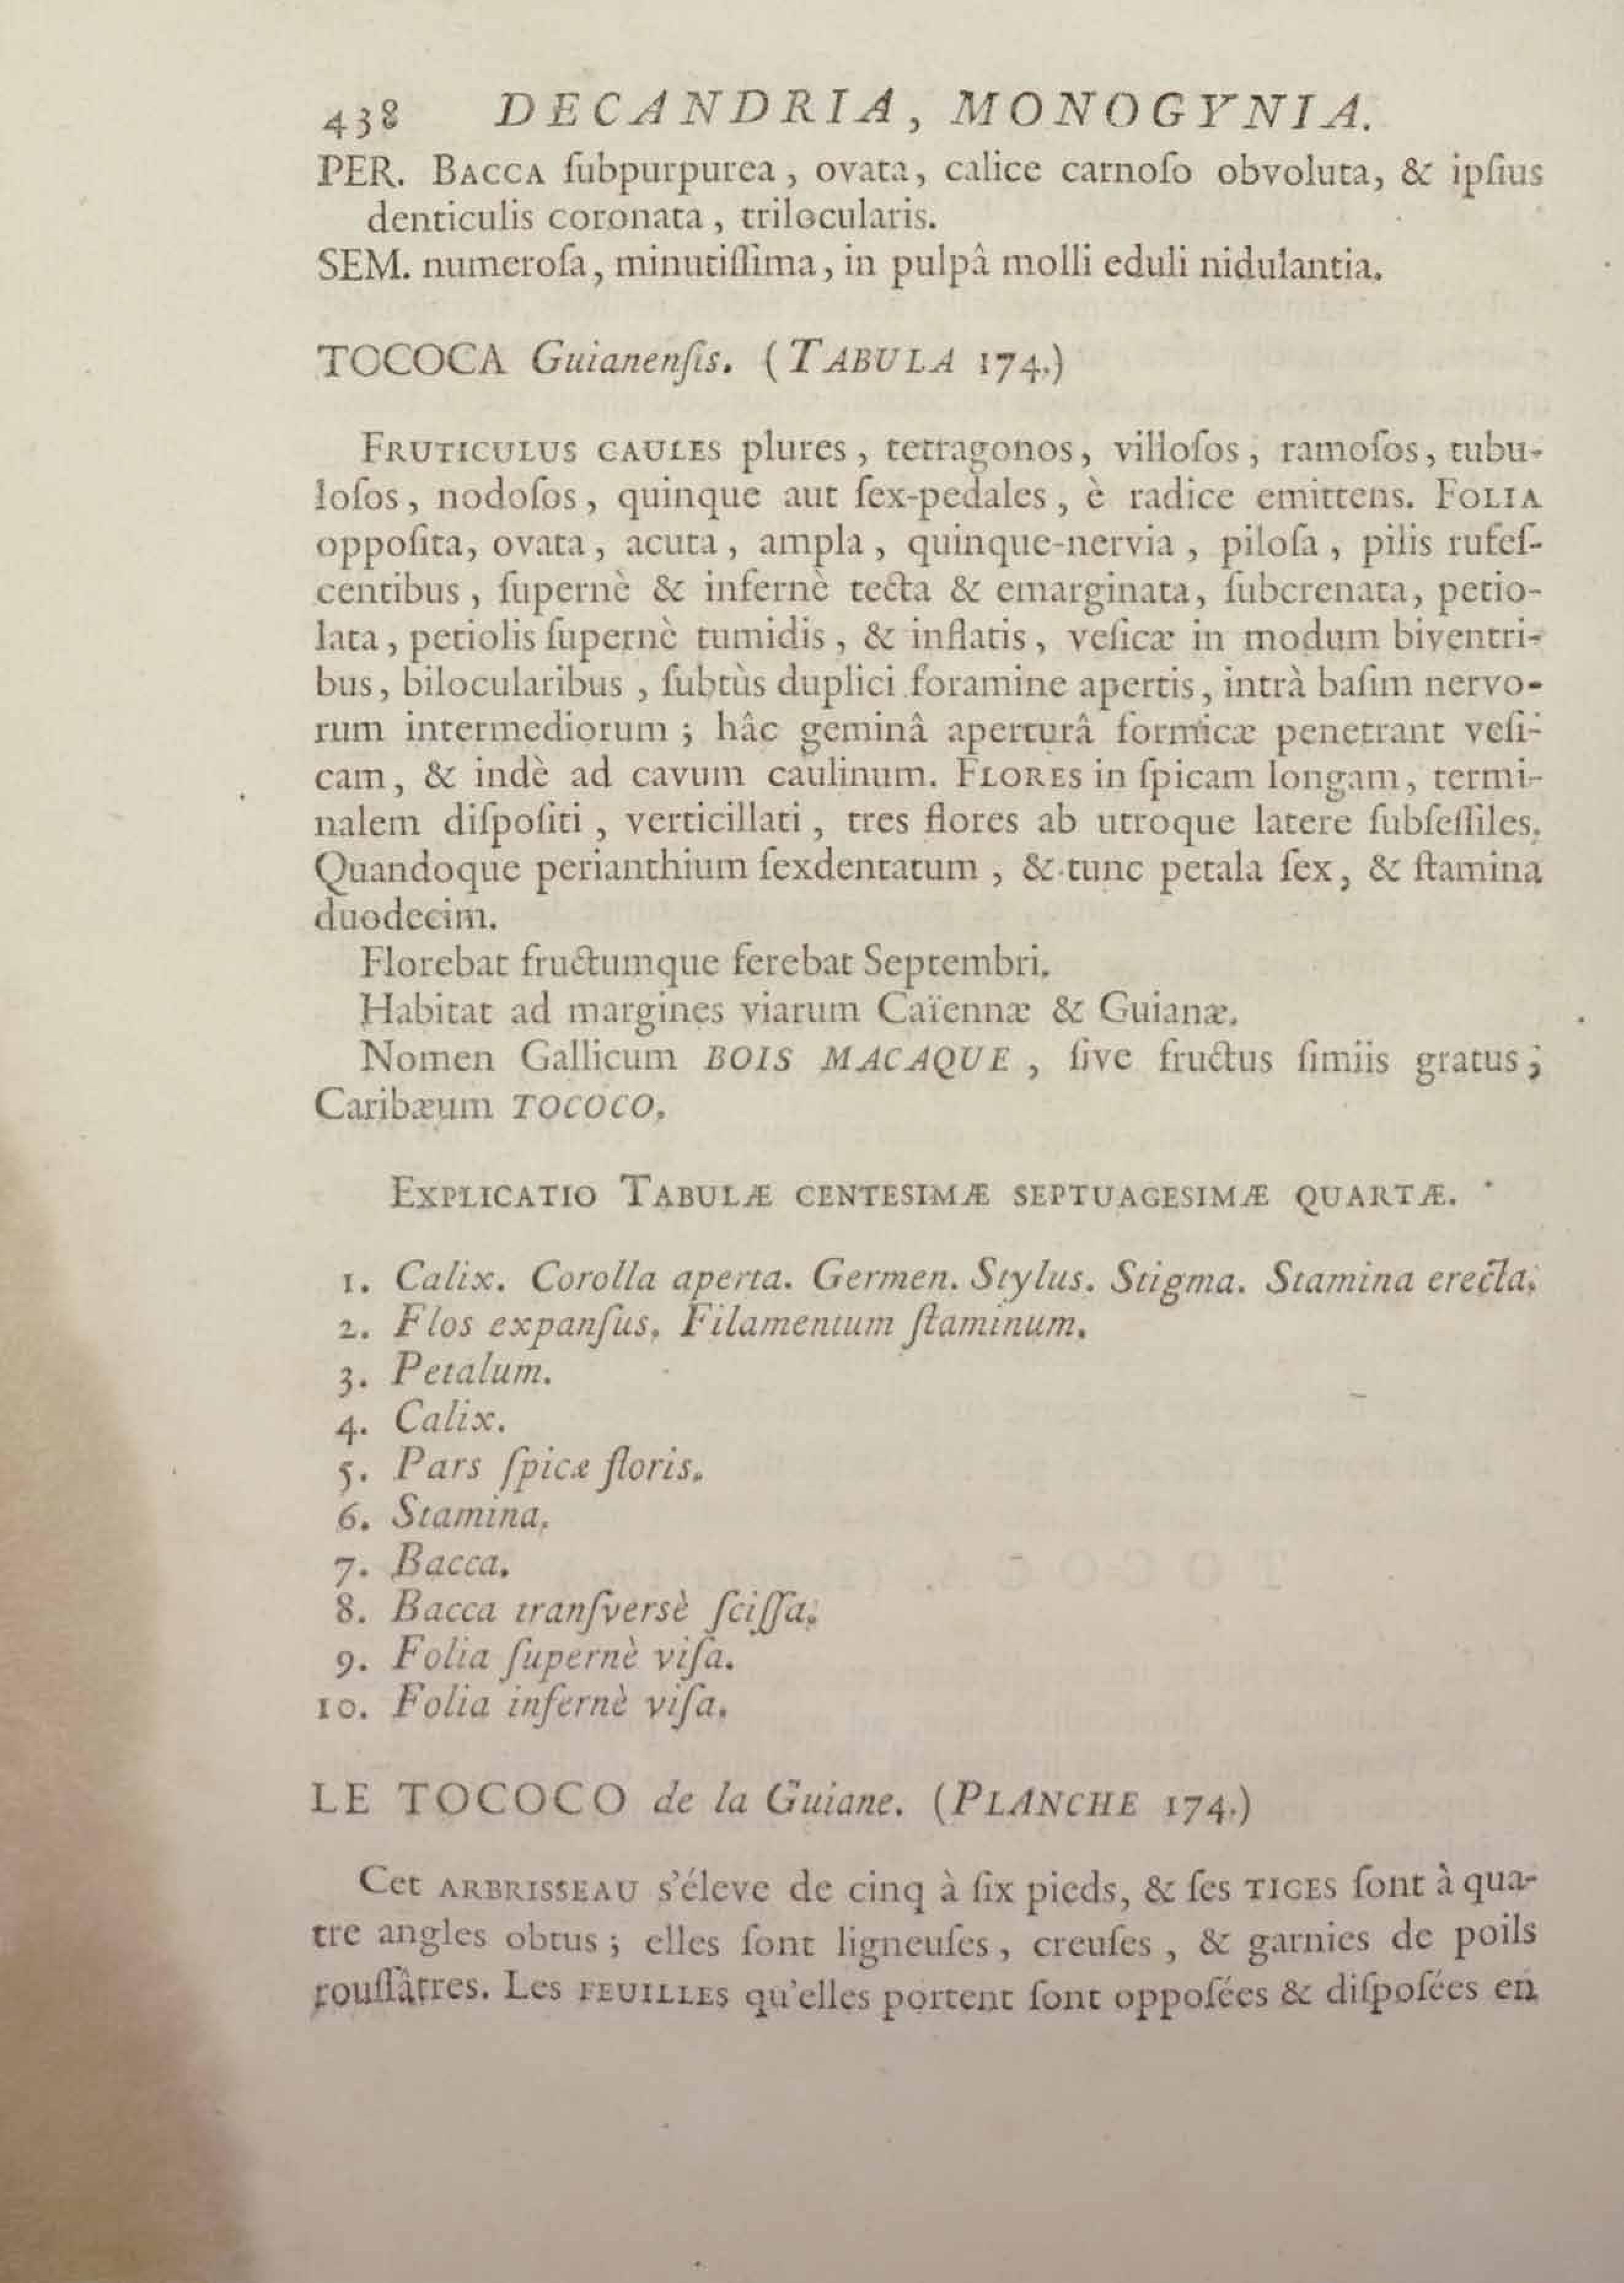 438 DECANDRIA, MONOGYNIA.
PER. BACCA ſubpurpurea, ovata, calice carnoſo obvoluta, & ipſius
denticulis coronata, trilocularis.
SEM. numeroſa, minutiſſima, in pulpâ molli eduli nidulantia.
TOCOCA Guianenſis. (TABULA 174.)
FRUTICULUS CAULES plures, tetragonos, villoſos, ramoſos, tubu-
loſos, nodoſos, quinque aut ſex-pedales, è radice emittens. FOLIA
oppoſita, ovata, acuta, ampla, quinque-nervia, piloſa, pilis rufeſ-
centibus, ſupernè & infernè tecta & emarginata, ſubcrenata, petio-
lata, petiolis ſupernè tumidis, & inflatis, veſicæ in modum biventri-
bus, bilocularibus, ſubtùs duplici foramine apertis, intrà baſim nervo-
rum intermediorum; hâc geminâ aperturâ formicæ penetrant veſi-
cam, & indè ad cavum caulinum. FLORES in ſpicam longam, termi-
nalem diſpoſiti, verticillati, tres flores ab utroque latere ſubſeſſiles.
Quandoque perianthium ſexdentatum, & tunc petala ſex, & ſtamina
duodecim.
Florebat fructumque ferebat Septembri.
Habitat ad margines viarum Caïennæ & Guianæ.
Nomen Gallicum BOIS MACAQUE, ſive fructus ſimiis gratus;
Caribæum TOCOCO.
EXPLICATIO TABULÆ CENTESIMÆ SEPTUAGESIMÆ QUARTÆ.
1. Calix. Corolla aperta. Germen. Stylus. Stigma. Stamina erecta.
2. Flos expanſus. Filamentum ſtaminum.
3. Petalum.
4. Calix.
5. Pars ſpicæ floris.
6. Stamina.
7. Bacca.
8. Bacca tranſversè ſciſſa.
9. Folia ſupernè viſa.
10. Folia infernè viſa.
LE TOCOCO de la Guiane. (PLANCHE 174.)
Cet ARBRISSEAU s'éleve de cinq à ſix pieds, & ſes TIGES ſont à qua-
tre angles obtus; elles ſont ligneuſes, creuſes, & garnies de poils
rouſſâtres. Les FEUILLES qu'elles portent ſont oppoſées & diſpoſées en